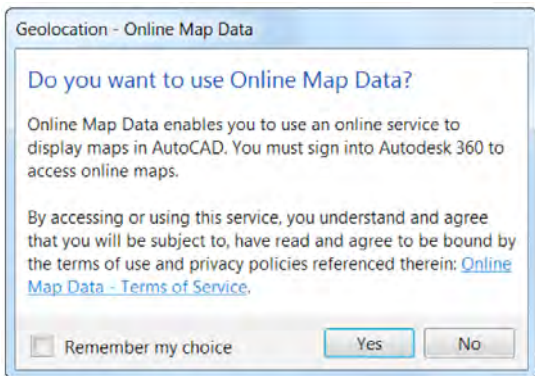 Geolocation - Online Map Data
Do you want to use Online Map Data?
Online Map Data enables you to use an online service to
display maps in AutoCAD. You must sign into Autodesk 360 to
access online maps.
By accessing or using this service, you understand and agree
that you will be subject to, have read and agree to be bound by
the terms of use and privacy policies referenced therein: Online
Map Data - Terms of Service.
Remember my choice Yes No